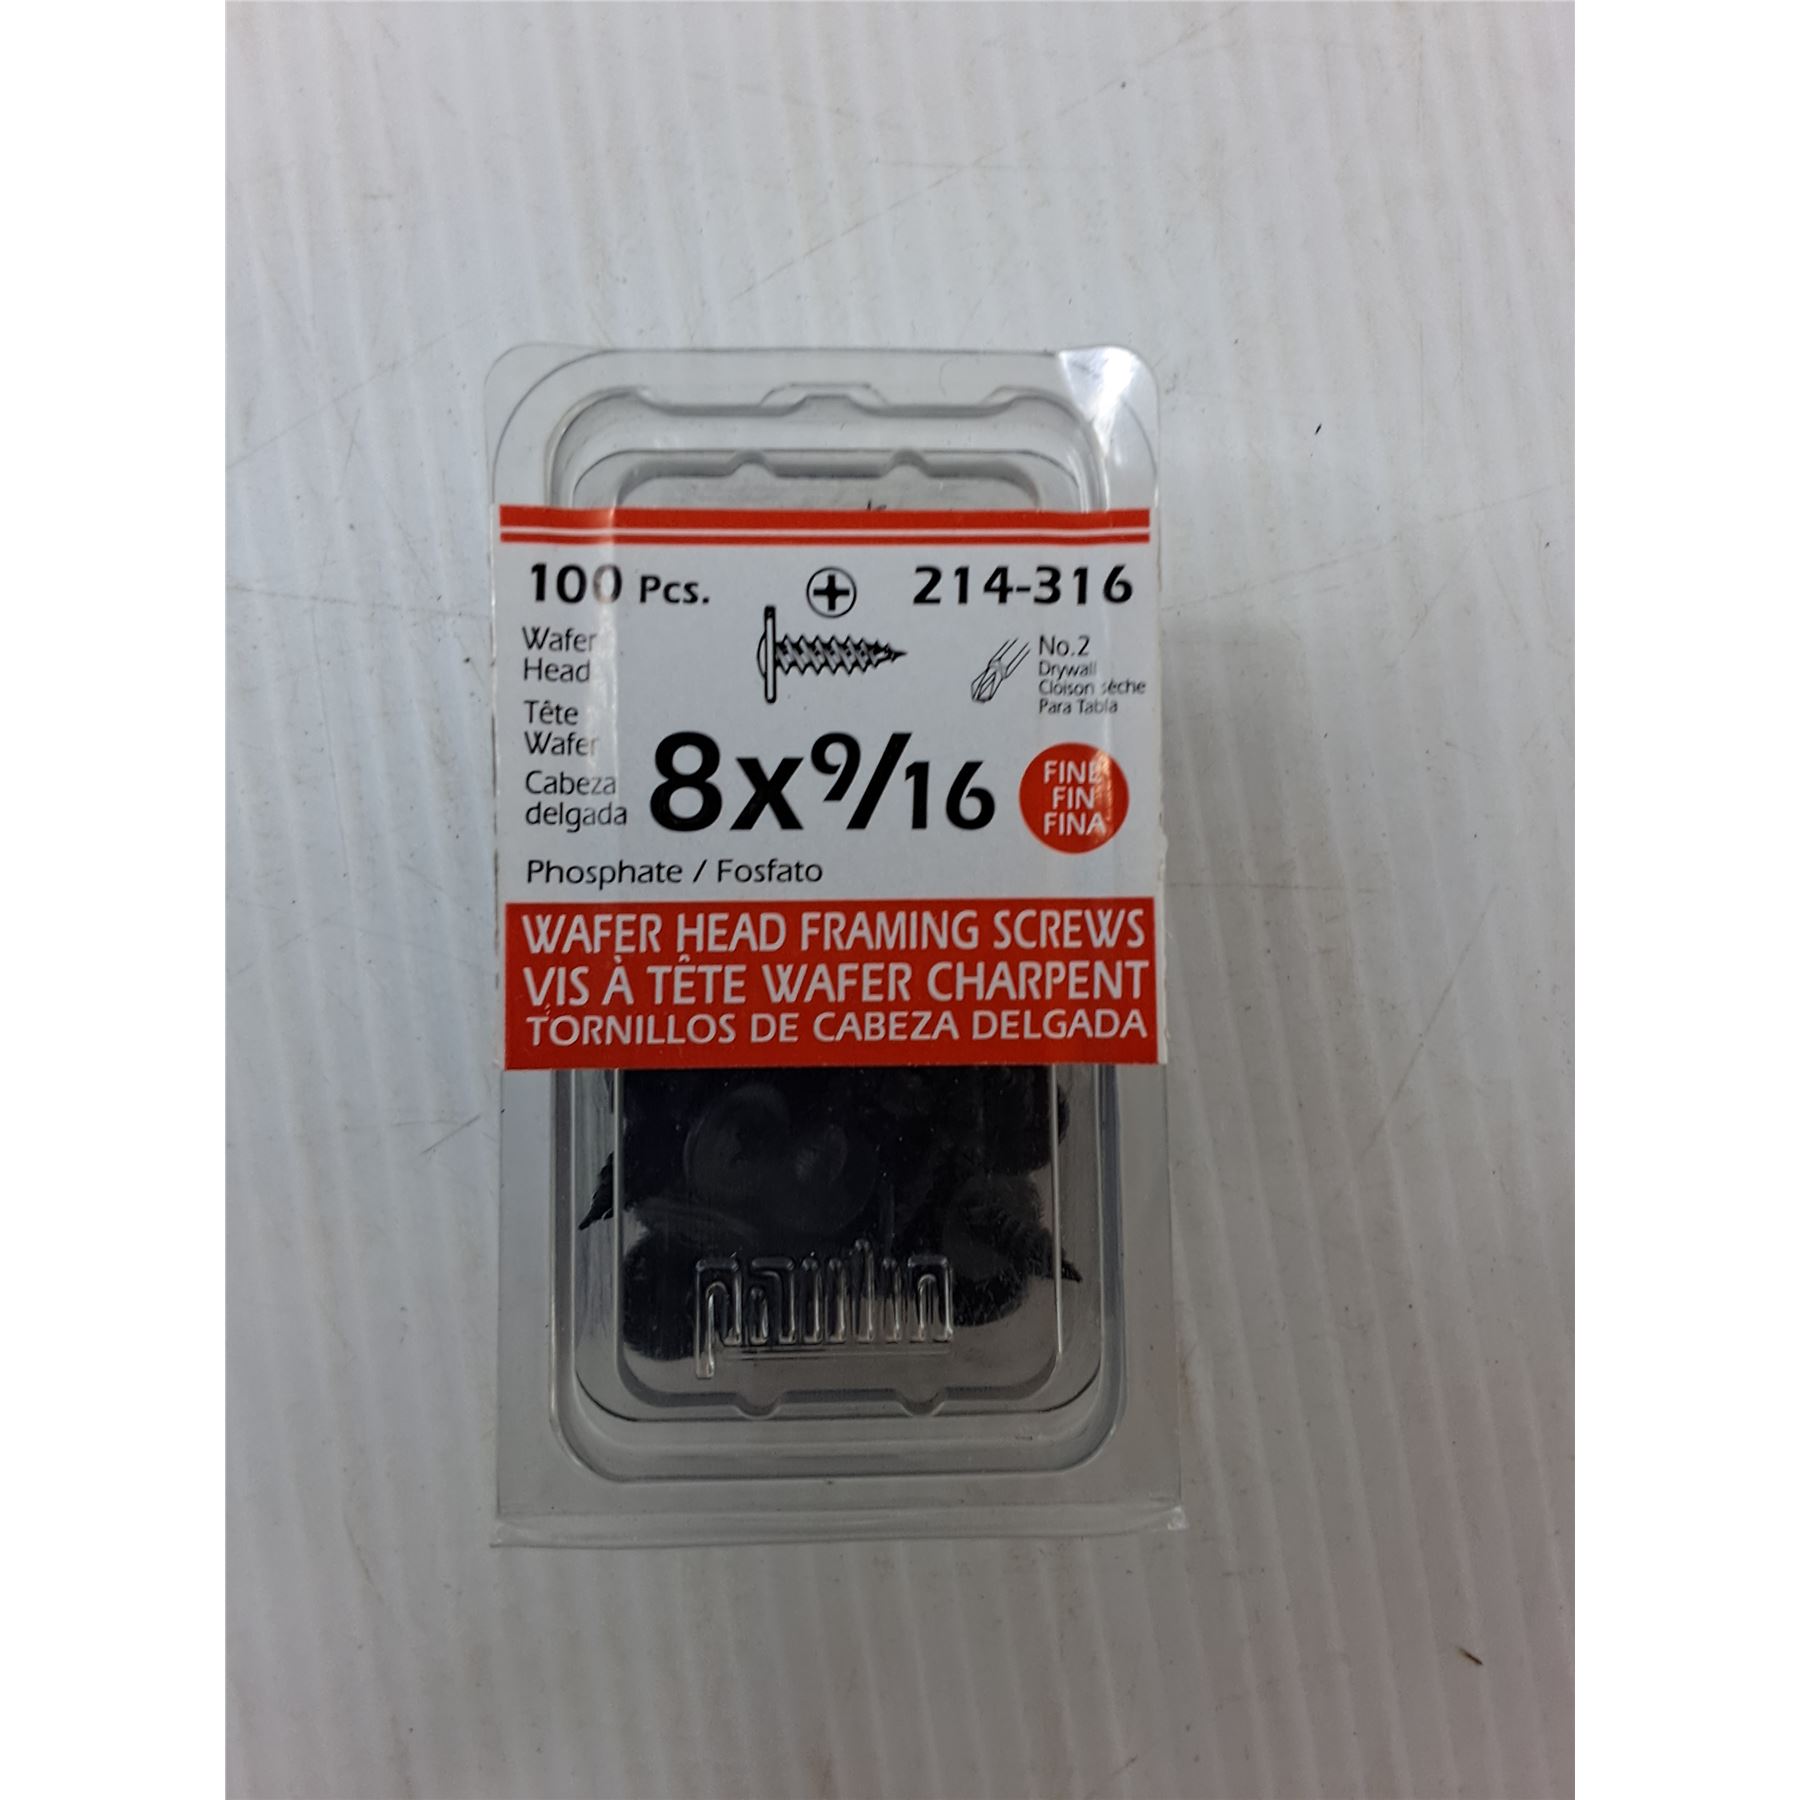 100 Pcs.
214-316
Wafer
Head
Tête
Wafer
Cabeza
delgada
No.2
Drywall
Cloison sèche
Para Tabla
8x9/16
FINE
FIN
FINA
Phosphate / Fosfato
WAFER HEAD FRAMING SCREWS
VIS À TÊTE WAFER CHARPENT
TORNILLOS DE CABEZA DELGADA
paulin